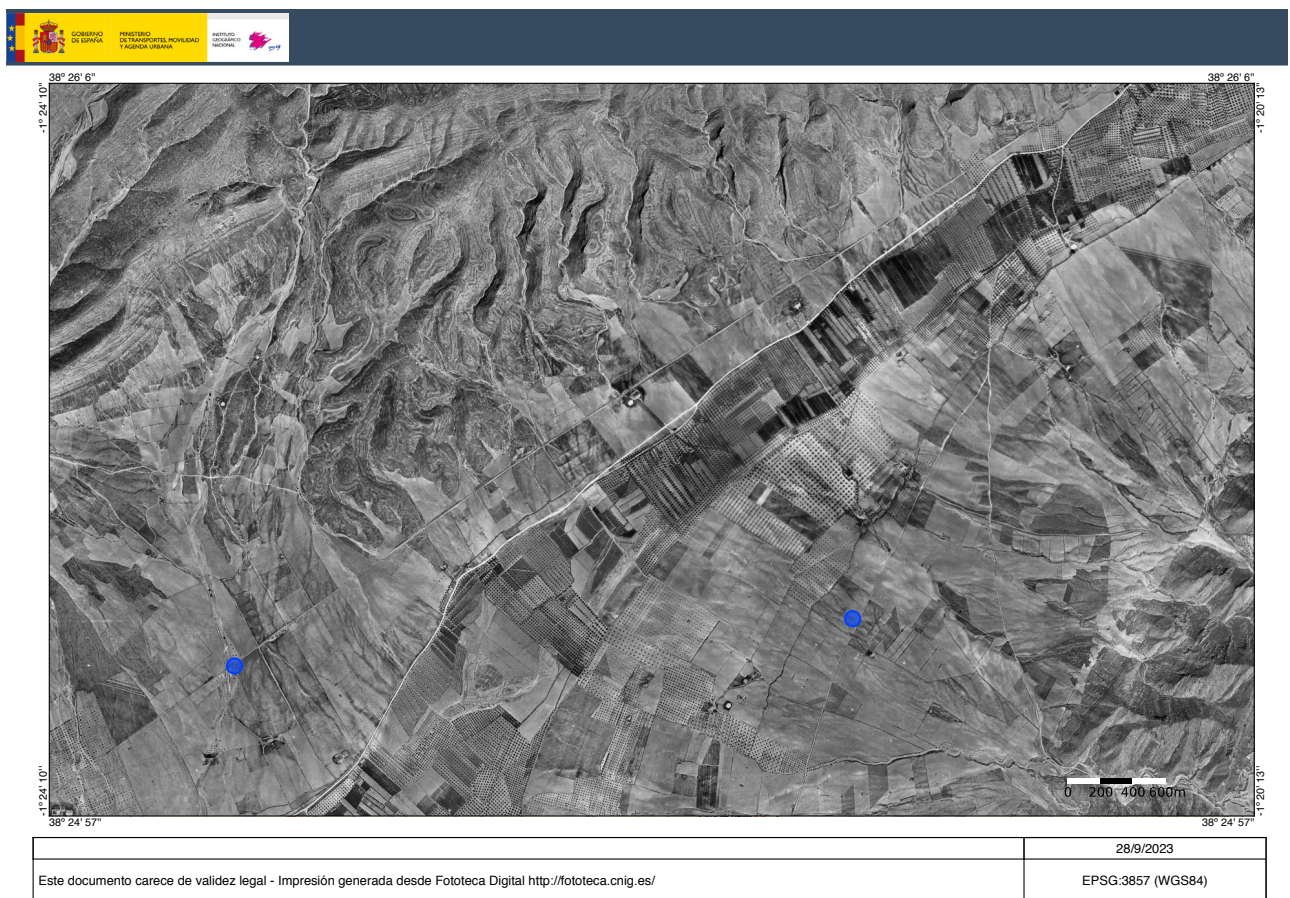 GOBIERNO
DE ESPAÑA
MINISTERIO
DE TRANSPORTES, MOVILIDAD
Y AGENDA URBANA
INSTITUTO
GEOGRÁFICO
NACIONAL
cnig
38° 26' 6"
38° 26' 6"
-1° 24' 10"
-1° 20' 13"
-1° 24' 10"
-1° 20' 13"
0 200 400 600m
38° 24' 57"
38° 24' 57"
28/9/2023
Este documento carece de validez legal - Impresión generada desde Fototeca Digital http://fototeca.cnig.es/
EPSG:3857 (WGS84)